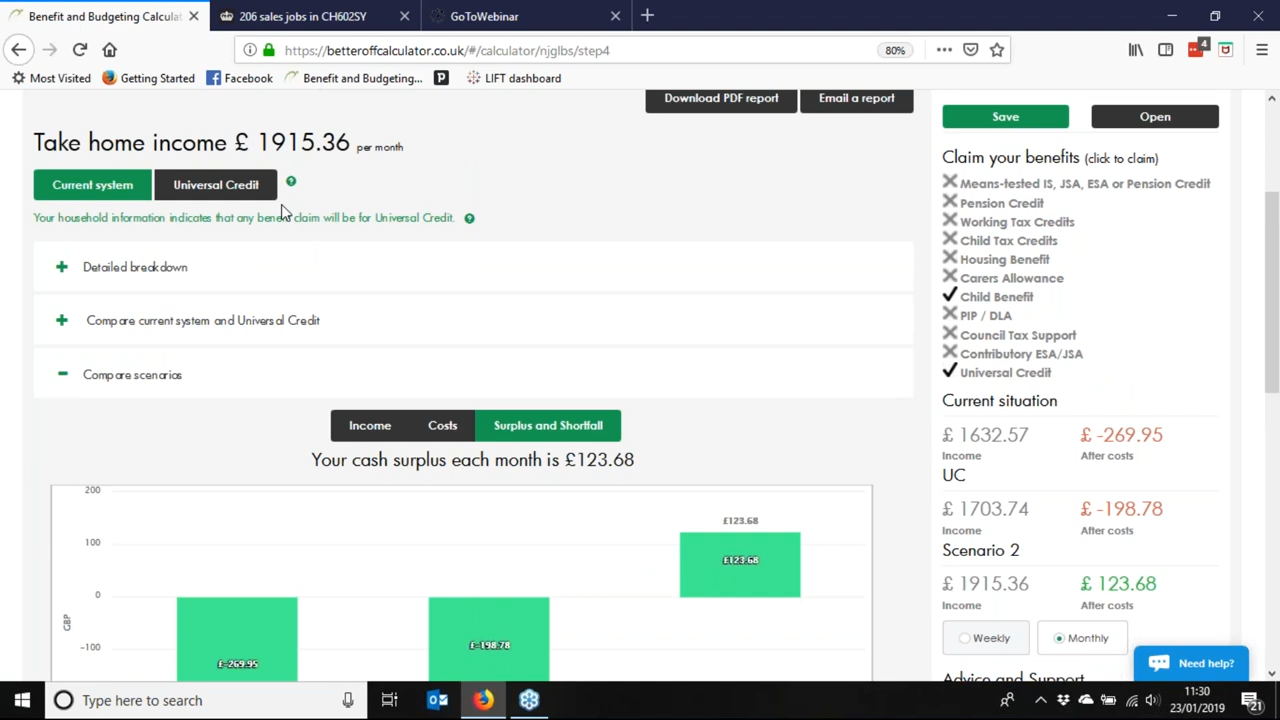 Benefit and Budgeting Calculat
206 sales jobs in CH602SY
GoToWebinar
https://betteroffcalculator.co.uk/#/calculator/njglbs/step4
80%
4
Most Visited
Getting Started
Facebook
Benefit and Budgeting...
LIFT dashboard
Download PDF report
Email a report
Take home income £ 1915.36 per month
Current system
Universal Credit
Your household information indicates that any benefit claim will be for Universal Credit.
Detailed breakdown
Compare current system and Universal Credit
Compare scenarios
Income
Costs
Surplus and Shortfall
Your cash surplus each month is £123.68
200
100
0
-100
GBP
£123.68
£123.68
£-198.78
£-269.95
Save
Open
Claim your benefits (click to claim)
Means-tested IS, JSA, ESA or Pension Credit
Pension Credit
Working Tax Credits
Child Tax Credits
Housing Benefit
Carers Allowance
Child Benefit
PIP / DLA
Council Tax Support
Contributory ESA/JSA
Universal Credit
Current situation
£ 1632.57 £ -269.95
Income After costs
UC
£ 1703.74 £ -198.78
Income After costs
Scenario 2
£ 1915.36 £ 123.68
Income After costs
Weekly
Monthly
Advice and Support
Need help?
Type here to search
11:30
23/01/2019
21